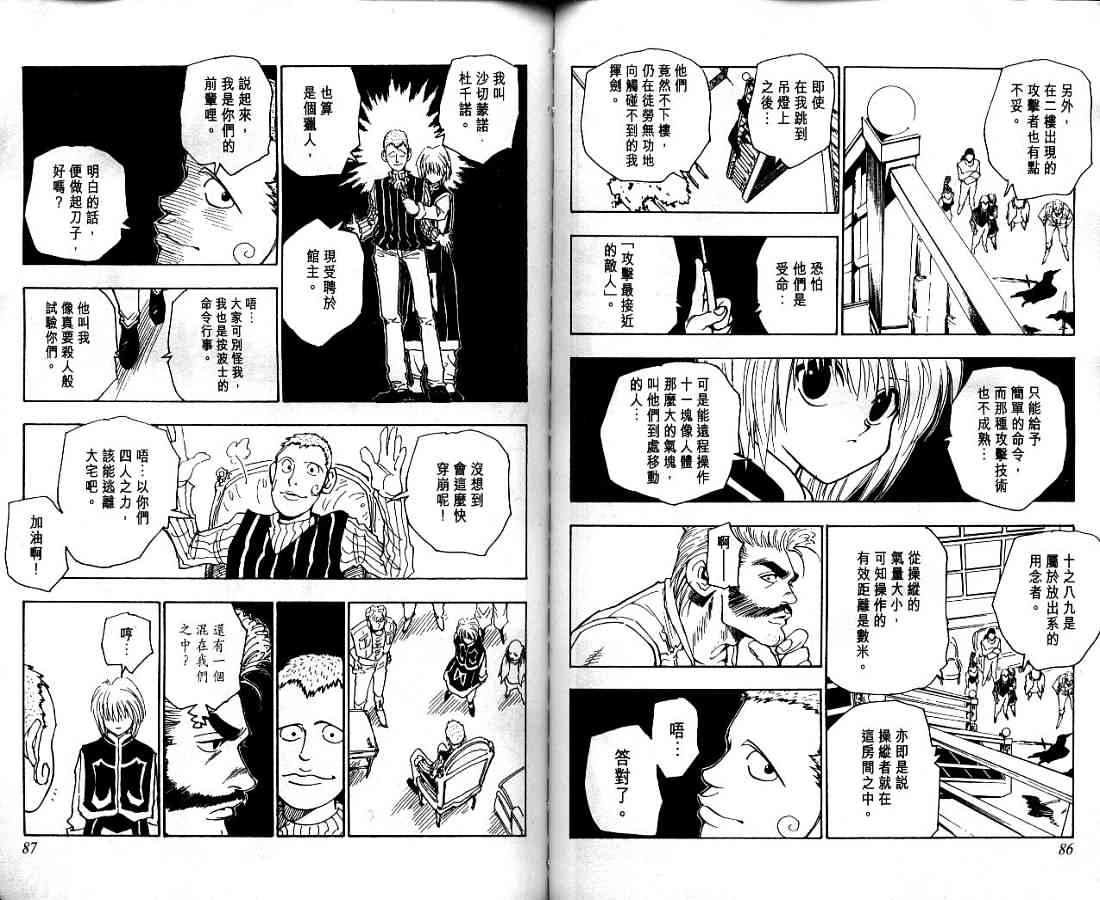 另外，
在二樓出現的
攻擊者也有點
不妥。
即使
在我跳到
吊燈上
之後…
他們
竟然不下樓，
仍在徒勞無功地
向觸碰不到的我
揮劍。
恐怕
他們是
受命：
「攻擊最接近
的敵人」。
只能給予
簡單的命令，
而那種攻擊技術
也不成熟…
可是能遠程操作
十一塊像人體
那麼大的氣塊，
叫他們到處移動
的人…
十之八九是
屬於放出系的
用念者。
從操縱的
氣量大小，
可知操作的
有效距離是數米。
啊
亦即是說
操縱者就在
這房間之中。
唔…
答對了。
86
我叫
沙切蒙諾·
杜千諾。
也算
是個獵人，
現受聘於
館主。
說起來，
我是你們的
前輩哩。
明白的話，
便做起刀子，
好嗎？
唔…
大家可別怪我，
我也是按波士的
命令行事。
他叫我
像真要殺人般
試驗你們。
沒想到
會這麼快
穿崩呢！
唔…以你們
四人之力，
該能逃離
大宅吧。
加油啊！
還有一個
混在我們
之中？
哼…
87